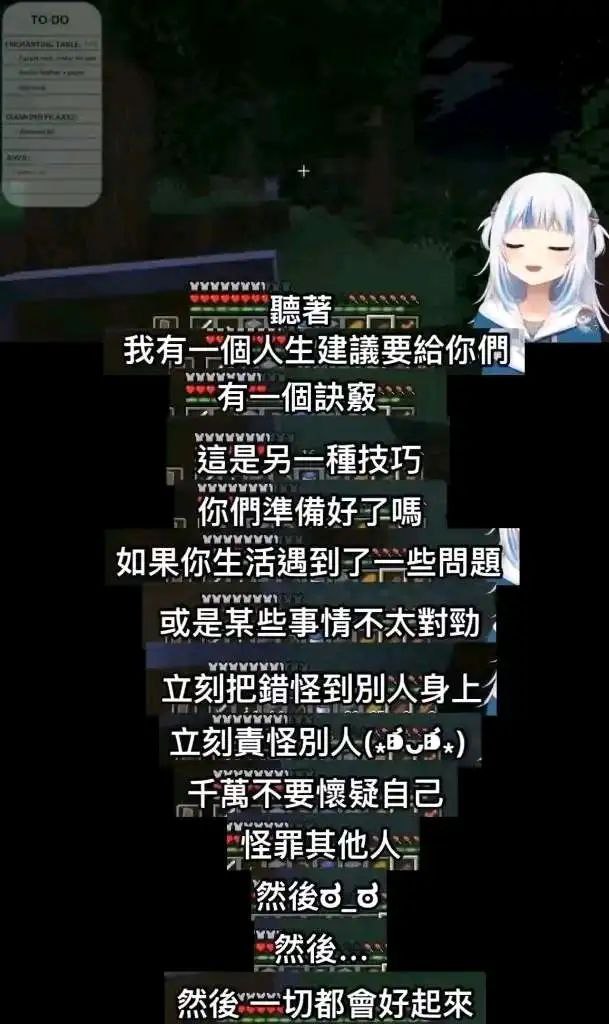 TO DO
ENCHANTING TABLE:
聽著
我有一個人生建議要給你們
有一個訣竅
這是另一種技巧
你們準備好了嗎
如果你生活遇到了一些問題
或是某些事情不太對勁
立刻把錯怪到別人身上
立刻責怪別人(⁎⁍̴̛ᴗ⁍̴̛⁎)
千萬不要懷疑自己
怪罪其他人
然後ಠ_ಠ
然後...
然後 一切都會好起來